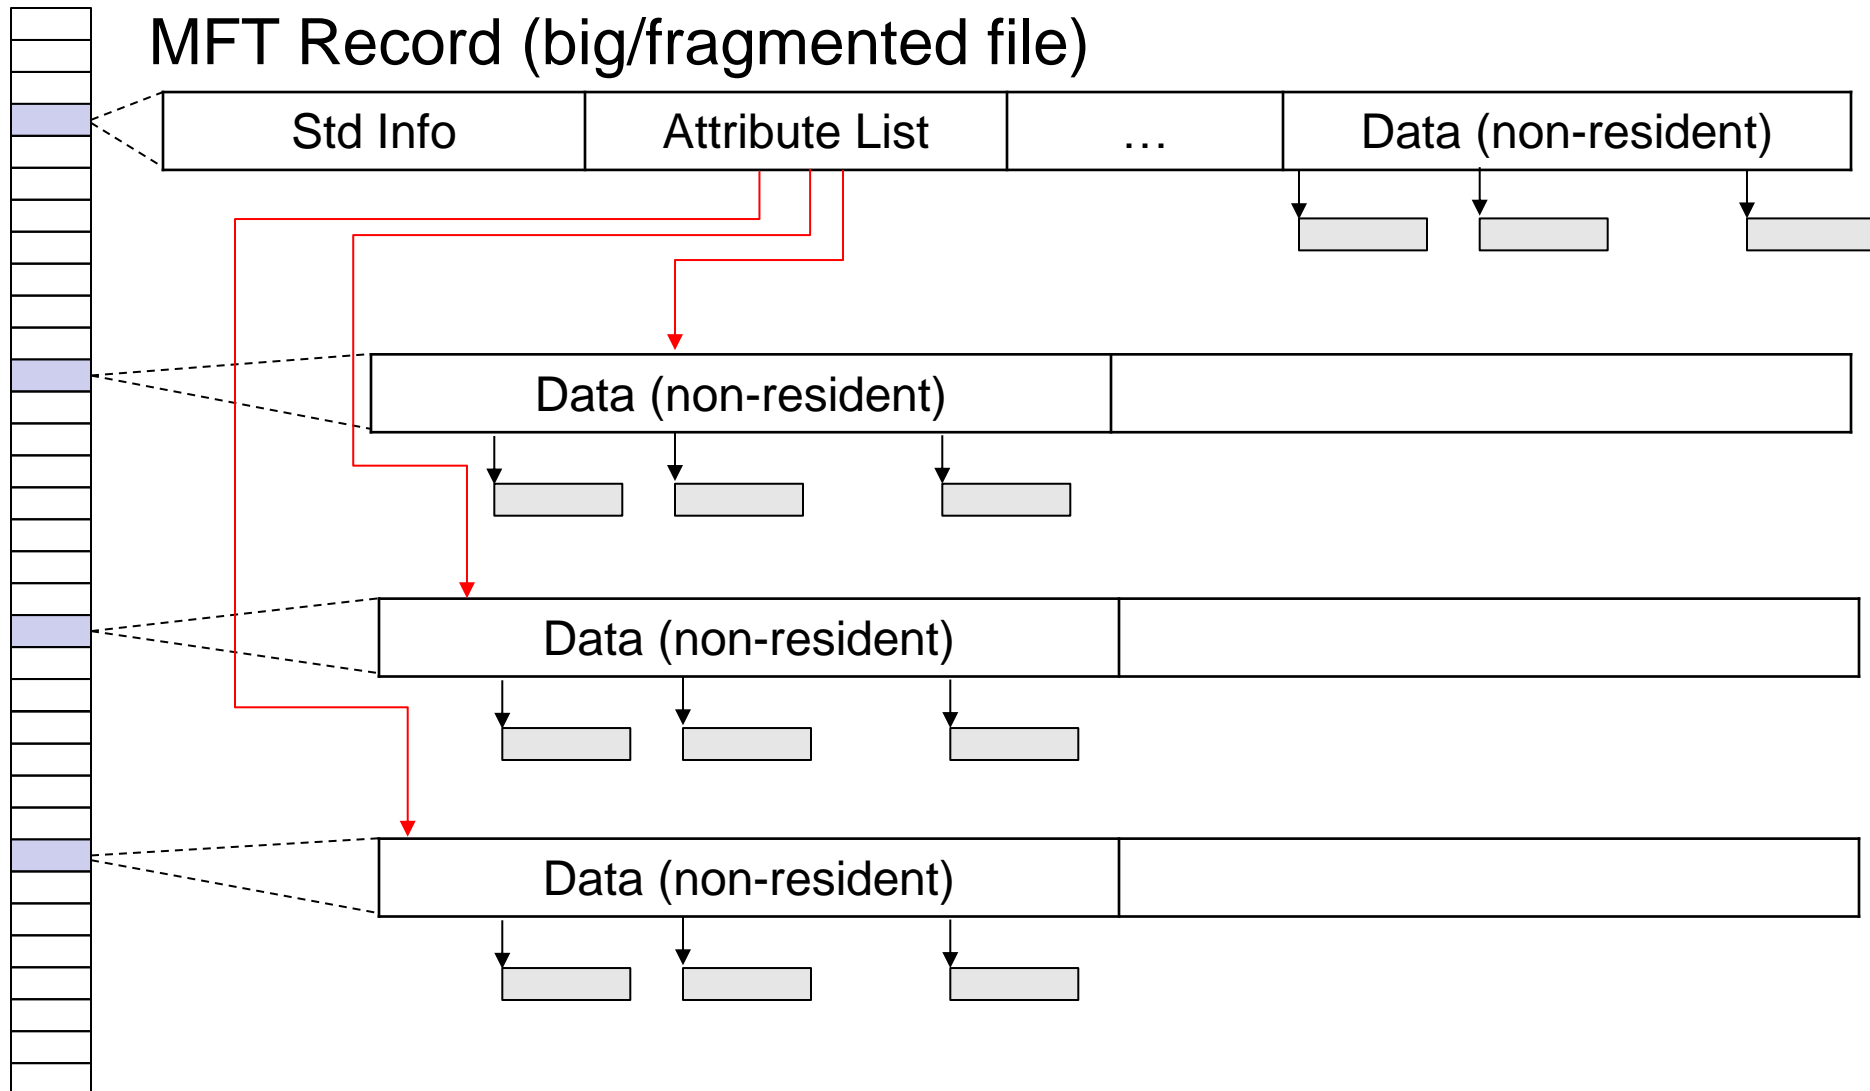 MFT Record (big/fragmented file)
Std Info Attribute List … Data (non-resident)
Data (non-resident)
Data (non-resident)
Data (non-resident)